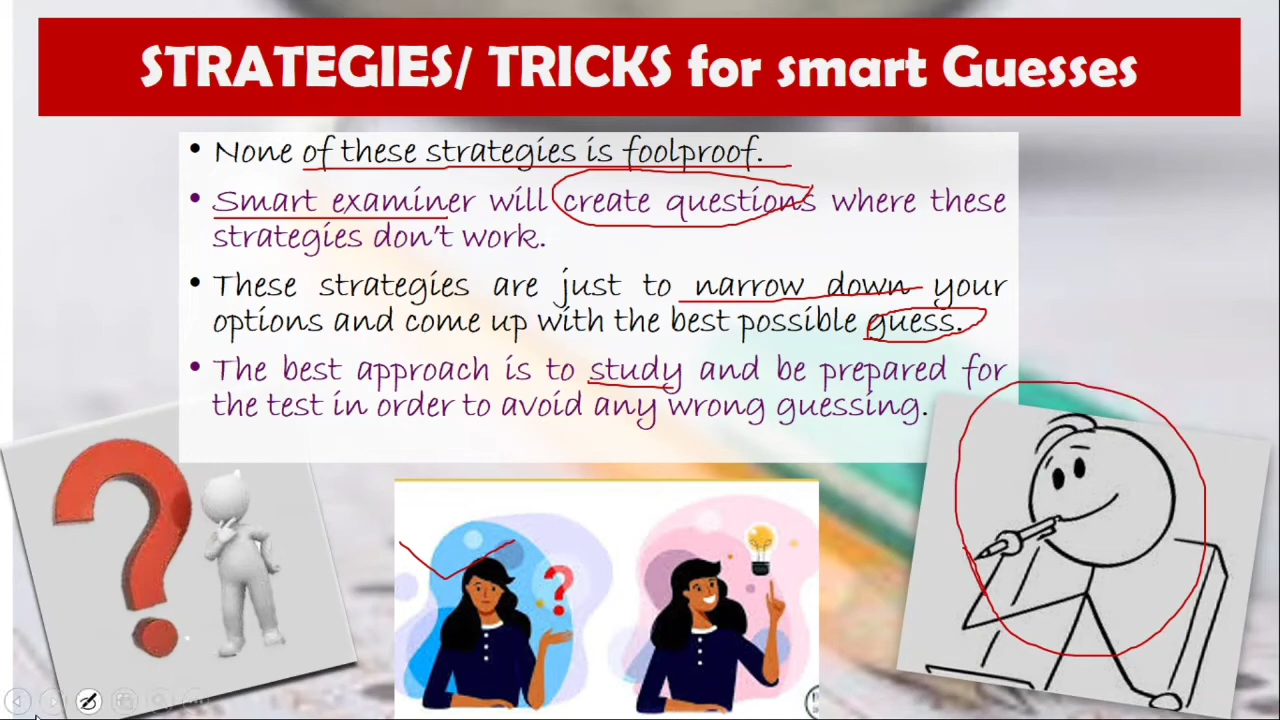 STRATEGIES/ TRICKS for smart Guesses
• None of these strategies is foolproof.
• Smart examiner will create questions where these
strategies don't work.
• These strategies are just to narrow down your
options and come up with the best possible guess.
• The best approach is to study and be prepared for
the test in order to avoid any wrong guessing.